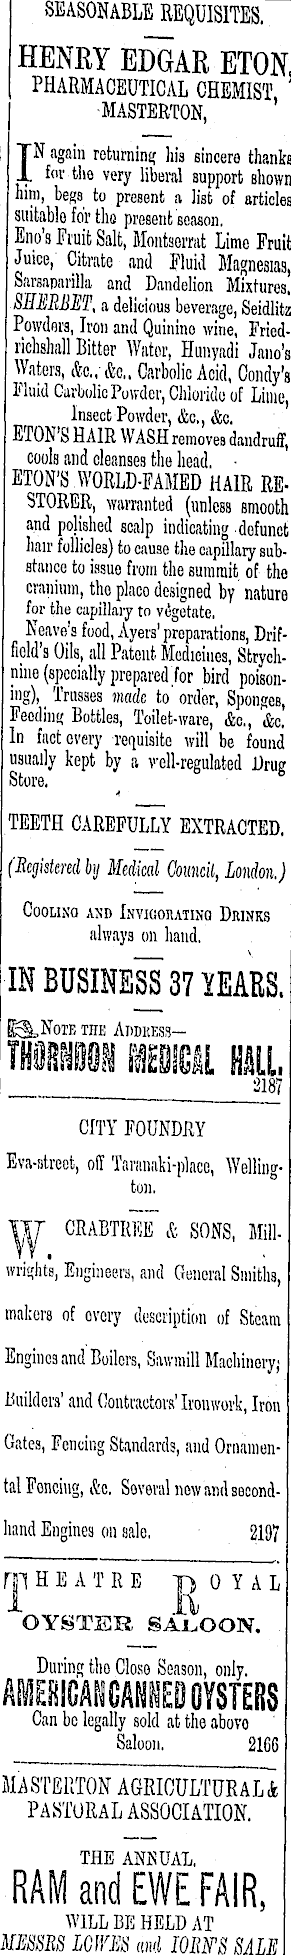 SEASONABLE REQUISITES.
HENRY EDGAR ETON,
PHARMACEUTICAL CHEMIST,
MASTERTON,
IN again returning his sincere thanks
for the very liberal support shown
him, begs to present a list of articles
suitable for the present season.
Eno's Fruit Salt, Montserrat Lime Fruit
Juice, Citrate and Fluid Magnesias,
Sarsaparilla and Dandelion Mixtures,
SHERBET, a delicious beverage, Seidlitz
Powders, Iron and Quinine wine, Fried-
richshall Bitter Water, Hunyadi Jano's
Waters, &c., &c., Carbolic Acid, Condy's
Fluid Carbolic Powder, Chloride of Lime,
Insect Powder, &c., &c.
ETON'S HAIR WASH removes dandruff,
cools and cleanses the head.
ETON'S WORLD-FAMED HAIR RE-
STORER, warranted (unless smooth
and polished scalp indicating defunct
hair follicles) to cause the capillary sub-
stance to issue from the summit of the
cranium, the place designed by nature
for the capillary to vegetate.
Neave's food, Ayers' preparations, Drif-
field's Oils, all Patent Medicines, Strych-
nine (specially prepared for bird poison-
ing), Trusses made to order, Sponges,
Feeding Bottles, Toilet-ware, &c., &c.
In fact every requisite will be found
usually kept by a well-regulated Drug
Store.
TEETH CAREFULLY EXTRACTED.
(Registered by Medical Council, London.)
COOLING AND INVIGORATING DRINKS
always on hand.
IN BUSINESS 37 YEARS.
NOTE THE ADDRESS—
THORNDON MEDICAL HALL.
2187
CITY FOUNDRY
Eva-street, off Taranaki-place, Welling-
ton.
W. CRABTREE & SONS, Mill-
wrights, Engineers, and General Smiths,
makers of every description of Steam
Engines and Boilers, Sawmill Machinery;
Builders' and Contractors' Ironwork, Iron
Gates, Fencing Standards, and Ornamen-
tal Fencing, &c. Several new and second-
hand Engines on sale. 2197
THEATRE ROYAL
OYSTER SALOON.
During the Close Season, only.
AMERICAN CANNED OYSTERS
Can be legally sold at the above
Saloon. 2166
MASTERTON AGRICULTURAL &
PASTORAL ASSOCIATION.
THE ANNUAL
RAM and EWE FAIR,
WILL BE HELD AT
MESSRS LOWES and IORN'S SALE